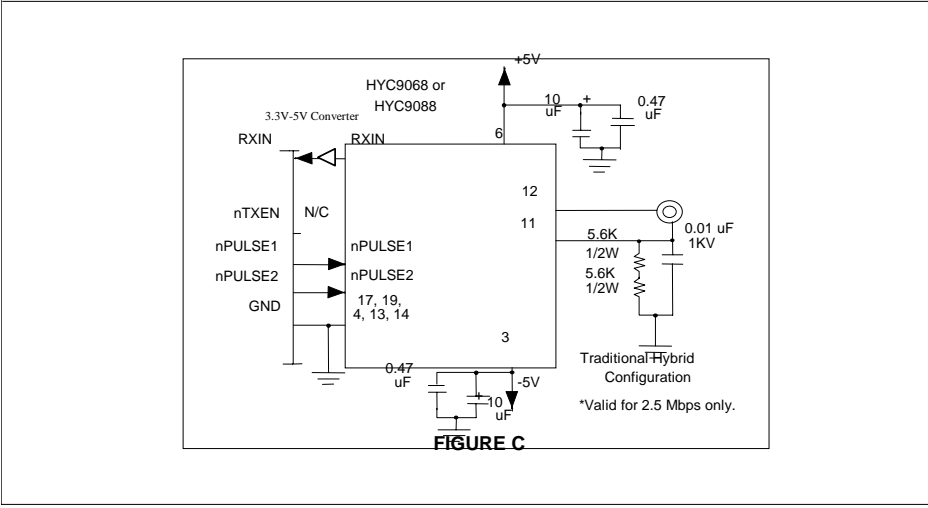 +5V
HYC9068 or
HYC9088
10
uF
+
0.47
uF
3.3V-5V Converter
6
RXIN
RXIN
12
nTXEN
N/C
11
0.01 uF
1KV
5.6K
1/2W
nPULSE1
nPULSE1
5.6K
1/2W
nPULSE2
nPULSE2
GND
17, 19,
4, 13, 14
3
Traditional Hybrid
Configuration
0.47
uF
-5V
+
10
uF
*Valid for 2.5 Mbps only.
FIGURE C